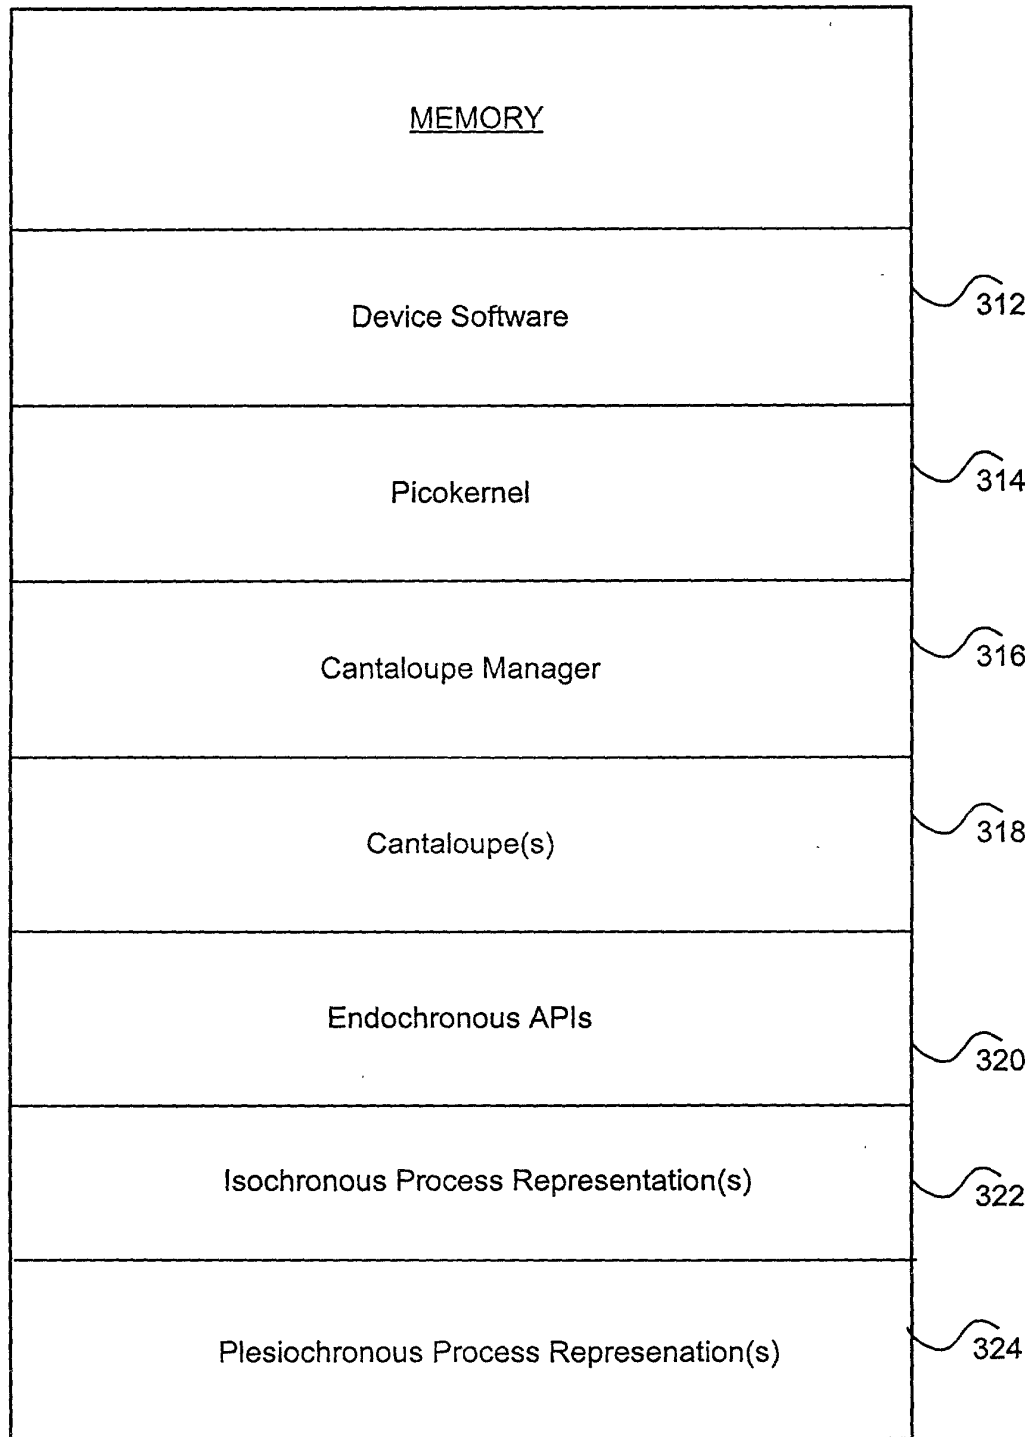 MEMORY
Device Software
312
Picokernel
314
Cantaloupe Manager
316
Cantaloupe(s)
318
Endochronous APIs
320
Isochronous Process Representation(s)
322
Plesiochronous Process Represenation(s)
324